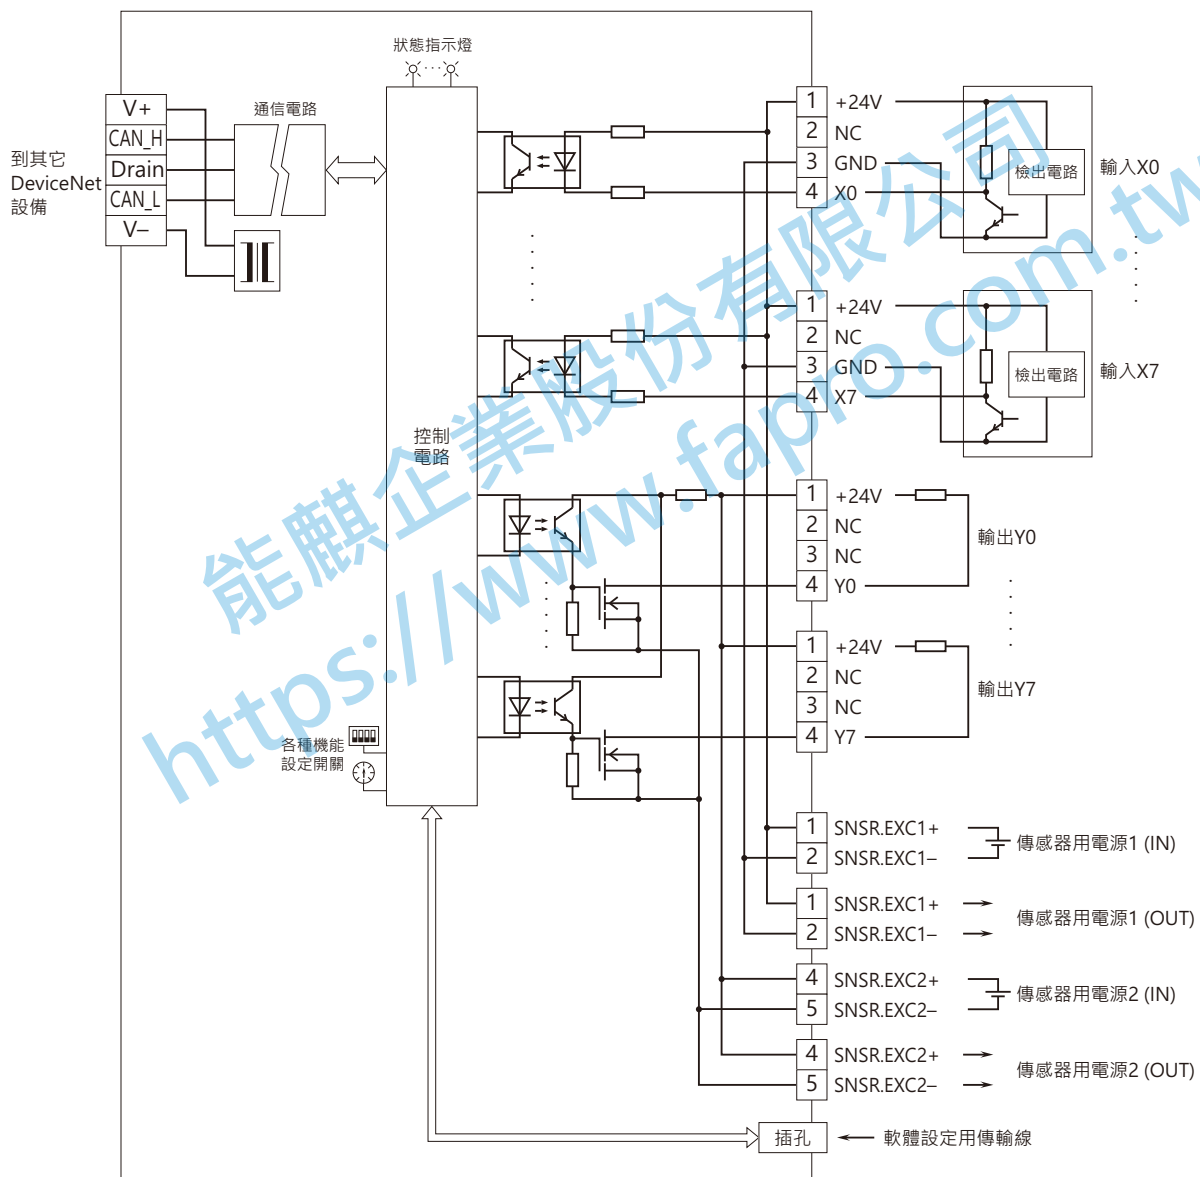 狀態指示燈
通信電路
V+
CAN_H
Drain
CAN_L
V–
到其它
DeviceNet
設備
控制
電路
各種機能
設定開關
1 +24V
2 NC
3 GND
4 X0
檢出電路
輸入X0
1 +24V
2 NC
3 GND
4 X7
檢出電路
輸入X7
1 +24V
2 NC
3 NC
4 Y0
輸出Y0
1 +24V
2 NC
3 NC
4 Y7
輸出Y7
1 SNSR.EXC1+
2 SNSR.EXC1–
傳感器用電源1 (IN)
1 SNSR.EXC1+
2 SNSR.EXC1–
傳感器用電源1 (OUT)
4 SNSR.EXC2+
5 SNSR.EXC2–
傳感器用電源2 (IN)
4 SNSR.EXC2+
5 SNSR.EXC2–
傳感器用電源2 (OUT)
插孔
軟體設定用傳輸線
能麒企業股份有限公司
https://www.fapro.com.tw